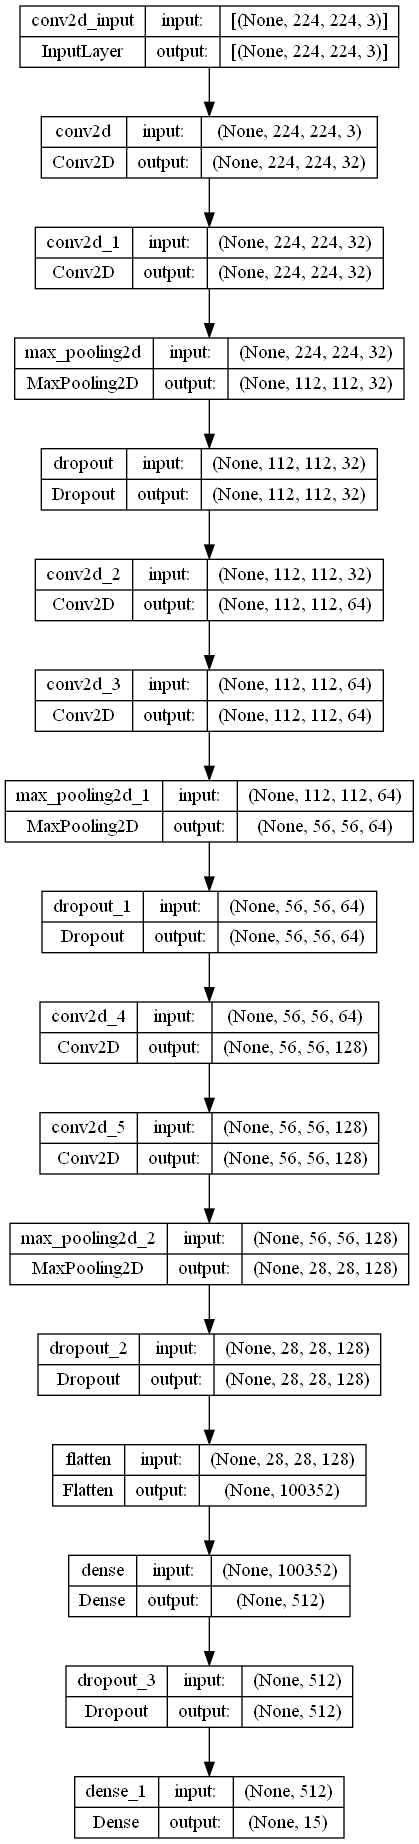 conv2d_input input: [(None, 224, 224, 3)]
InputLayer output: [(None, 224, 224, 3)]
conv2d input: (None, 224, 224, 3)
Conv2D output: (None, 224, 224, 32)
conv2d_1 input: (None, 224, 224, 32)
Conv2D output: (None, 224, 224, 32)
max_pooling2d input: (None, 224, 224, 32)
MaxPooling2D output: (None, 112, 112, 32)
dropout input: (None, 112, 112, 32)
Dropout output: (None, 112, 112, 32)
conv2d_2 input: (None, 112, 112, 32)
Conv2D output: (None, 112, 112, 64)
conv2d_3 input: (None, 112, 112, 64)
Conv2D output: (None, 112, 112, 64)
max_pooling2d_1 input: (None, 112, 112, 64)
MaxPooling2D output: (None, 56, 56, 64)
dropout_1 input: (None, 56, 56, 64)
Dropout output: (None, 56, 56, 64)
conv2d_4 input: (None, 56, 56, 64)
Conv2D output: (None, 56, 56, 128)
conv2d_5 input: (None, 56, 56, 128)
Conv2D output: (None, 56, 56, 128)
max_pooling2d_2 input: (None, 56, 56, 128)
MaxPooling2D output: (None, 28, 28, 128)
dropout_2 input: (None, 28, 28, 128)
Dropout output: (None, 28, 28, 128)
flatten input: (None, 28, 28, 128)
Flatten output: (None, 100352)
dense input: (None, 100352)
Dense output: (None, 512)
dropout_3 input: (None, 512)
Dropout output: (None, 512)
dense_1 input: (None, 512)
Dense output: (None, 15)